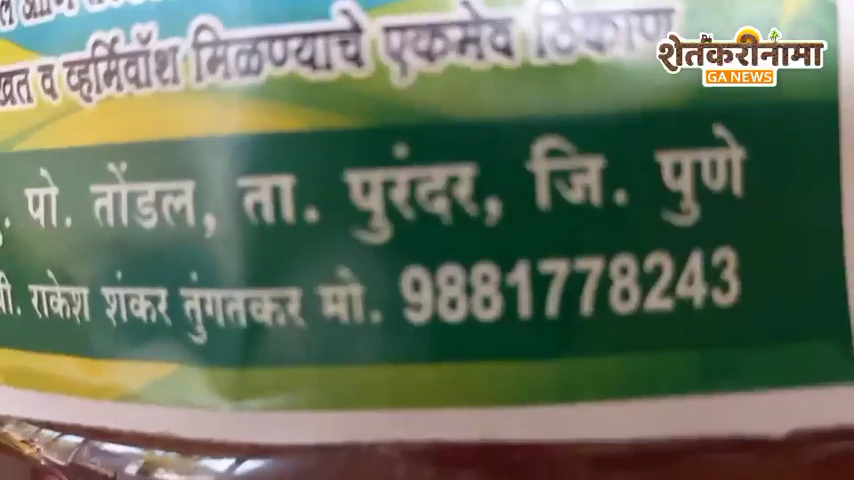 खत व व्हर्मिवॉश मिळण्याचे एकमेव ठिकाण
शेतकरीनामा
GA NEWS
पो. तोंडल, ता. पुरंदर, जि. पुणे
राकेश शंकर तुंगतकर मो. 9881778243